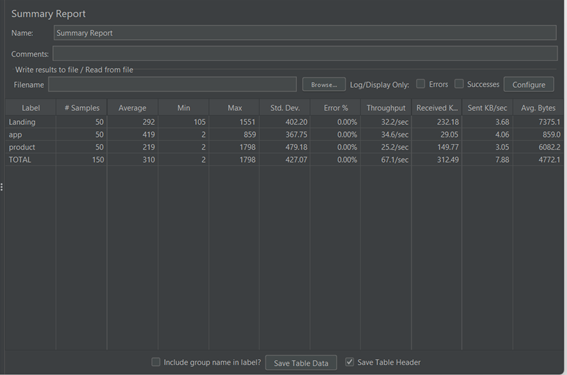 Summary Report
Name: Summary Report
Comments:
Write results to file / Read from file
Filename Browse... Log/Display Only: Errors Successes Configure
Label # Samples Average Min Max Std. Dev. Error % Throughput Received K... Sent KB/sec Avg. Bytes
Landing 50 292 105 1551 402.20 0.00% 32.2/sec 232.18 3.68 7375.1
app 50 419 2 859 367.75 0.00% 34.6/sec 29.05 4.06 859.0
product 50 219 2 1798 479.18 0.00% 25.2/sec 149.77 3.05 6082.2
TOTAL 150 310 2 1798 427.07 0.00% 67.1/sec 312.49 7.88 4772.1
Include group name in label? Save Table Data Save Table Header